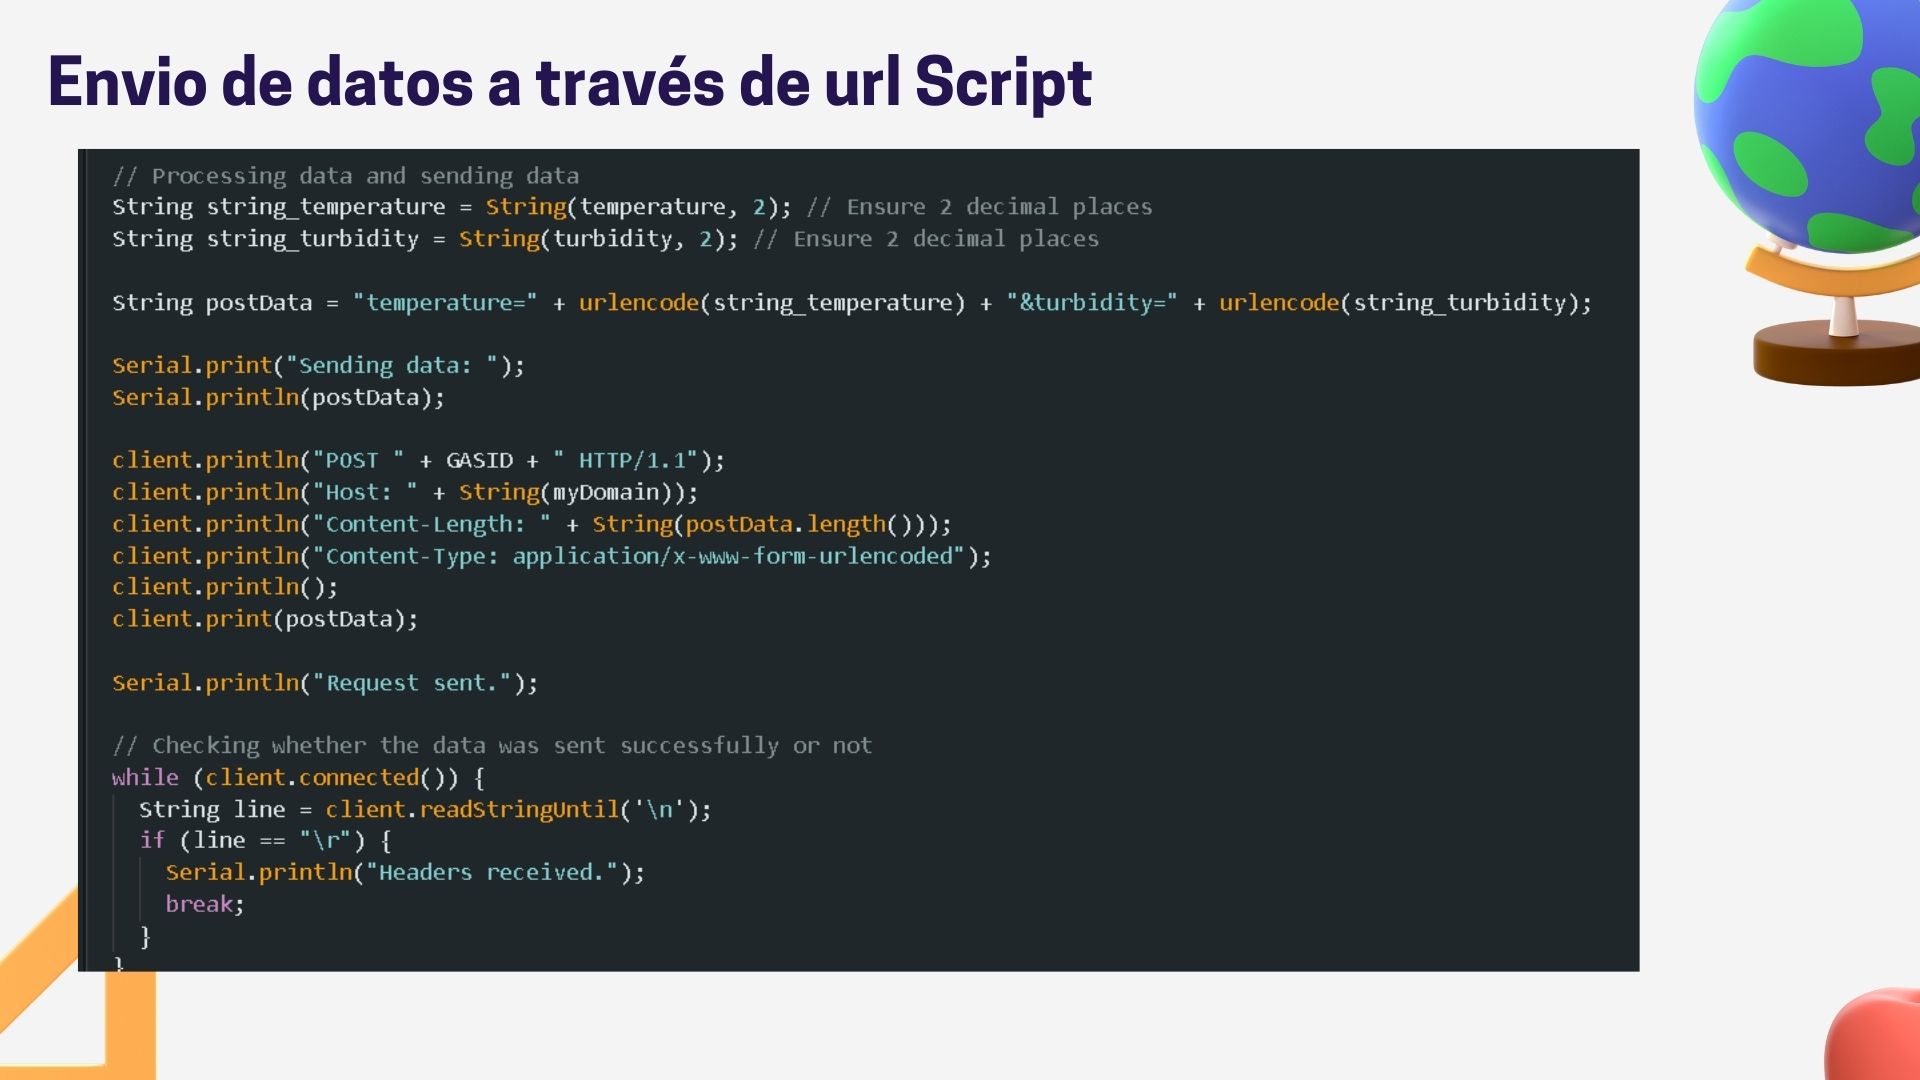 Envio de datos a través de url Script
// Processing data and sending data
String string_temperature = String(temperature, 2); // Ensure 2 decimal places
String string_turbidity = String(turbidity, 2); // Ensure 2 decimal places
String postData = "temperature=" + urlencode(string_temperature) + "&turbidity=" + urlencode(string_turbidity);
Serial.print("Sending data: ");
Serial.println(postData);
client.println("POST " + GASID + " HTTP/1.1");
client.println("Host: " + String(myDomain));
client.println("Content-Length: " + String(postData.length()));
client.println("Content-Type: application/x-www-form-urlencoded");
client.println();
client.print(postData);
Serial.println("Request sent.");
// Checking whether the data was sent successfully or not
while (client.connected()) {
  String line = client.readStringUntil('\n');
  if (line == "\r") {
    Serial.println("Headers received.");
    break;
  }
}